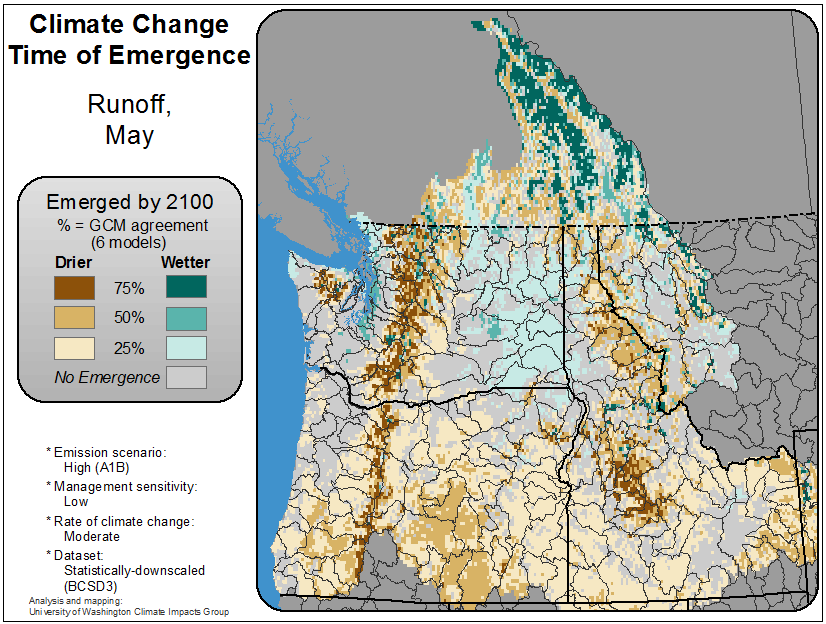 Climate Change
Time of Emergence
Runoff,
May
Emerged by 2100
% = GCM agreement
(6 models)
Drier Wetter
75%
50%
25%
No Emergence
* Emission scenario:
High (A1B)
* Management sensitivity:
Low
* Rate of climate change:
Moderate
* Dataset:
Statistically-downscaled
(BCSD3)
Analysis and mapping:
University of Washington Climate Impacts Group